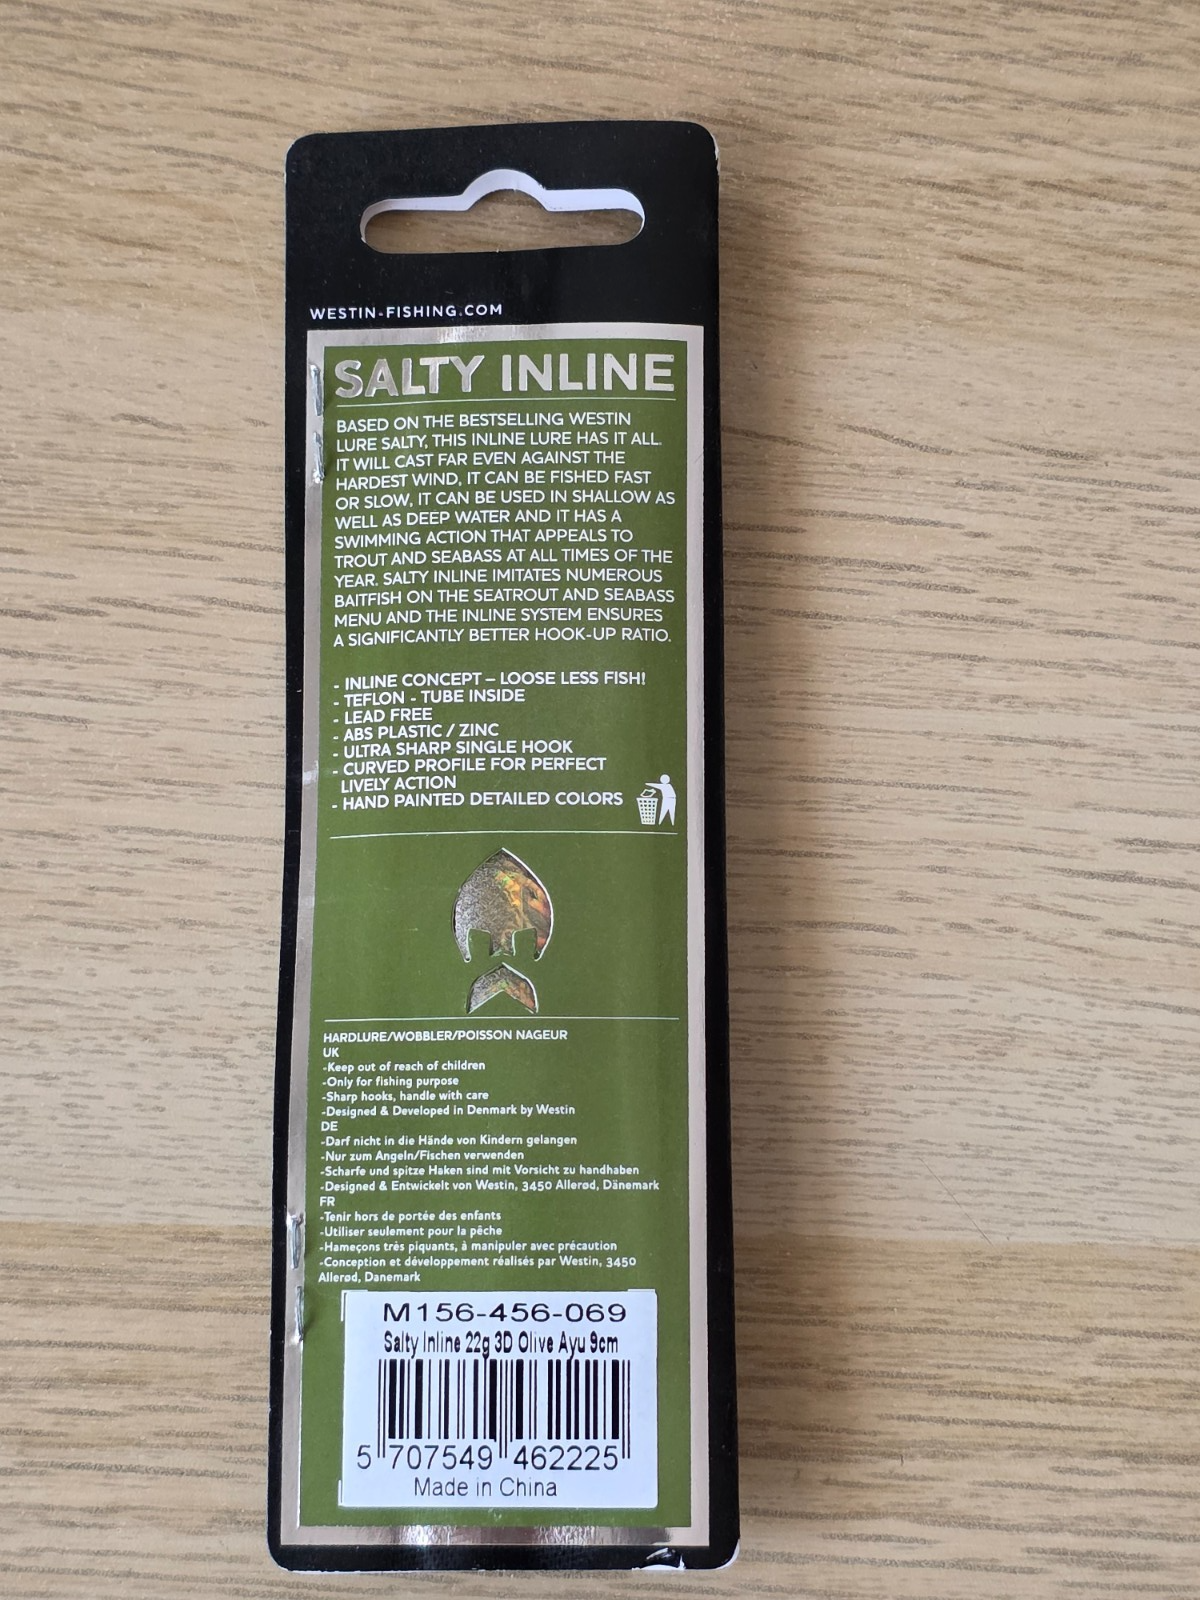 WESTIN-FISHING.COM
SALTY INLINE
BASED ON THE BESTSELLING WESTIN
LURE SALTY, THIS INLINE LURE HAS IT ALL.
IT WILL CAST FAR EVEN AGAINST THE
HARDEST WIND, IT CAN BE FISHED FAST
OR SLOW, IT CAN BE USED IN SHALLOW AS
WELL AS DEEP WATER AND IT HAS A
SWIMMING ACTION THAT APPEALS TO
TROUT AND SEABASS AT ALL TIMES OF THE
YEAR. SALTY INLINE IMITATES NUMEROUS
BAITFISH ON THE SEATROUT AND SEABASS
MENU AND THE INLINE SYSTEM ENSURES
A SIGNIFICANTLY BETTER HOOK-UP RATIO.
- INLINE CONCEPT – LOOSE LESS FISH!
- TEFLON - TUBE INSIDE
- LEAD FREE
- ABS PLASTIC / ZINC
- ULTRA SHARP SINGLE HOOK
- CURVED PROFILE FOR PERFECT
LIVELY ACTION
- HAND PAINTED DETAILED COLORS
HARDLURE/WOBBLER/POISSON NAGEUR
UK
-Keep out of reach of children
-Only for fishing purpose
-Sharp hooks, handle with care
-Designed & Developed in Denmark by Westin
DE
-Darf nicht in die Hände von Kindern gelangen
-Nur zum Angeln/Fischen verwenden
-Scharfe und spitze Haken sind mit Vorsicht zu handhaben
-Designed & Entwickelt von Westin, 3450 Allerød, Dänemark
FR
-Tenir hors de portée des enfants
-Utiliser seulement pour la pêche
-Hameçons très piquants, à manipuler avec précaution
-Conception et développement réalisés par Westin, 3450
Allerød, Danemark
M156-456-069
Salty Inline 22g 3D Olive Ayu 9cm
5 707549 462225
Made in China